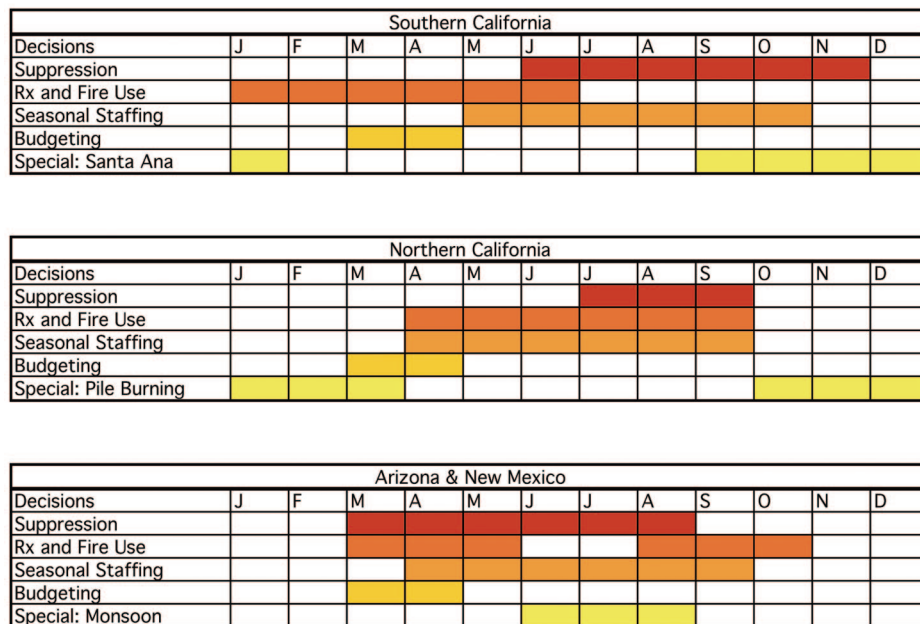 Southern California
Decisions J F M A M J J A S O N D
Suppression
Rx and Fire Use
Seasonal Staffing
Budgeting
Special: Santa Ana
Northern California
Decisions J F M A M J J A S O N D
Suppression
Rx and Fire Use
Seasonal Staffing
Budgeting
Special: Pile Burning
Arizona & New Mexico
Decisions J F M A M J J A S O N D
Suppression
Rx and Fire Use
Seasonal Staffing
Budgeting
Special: Monsoon